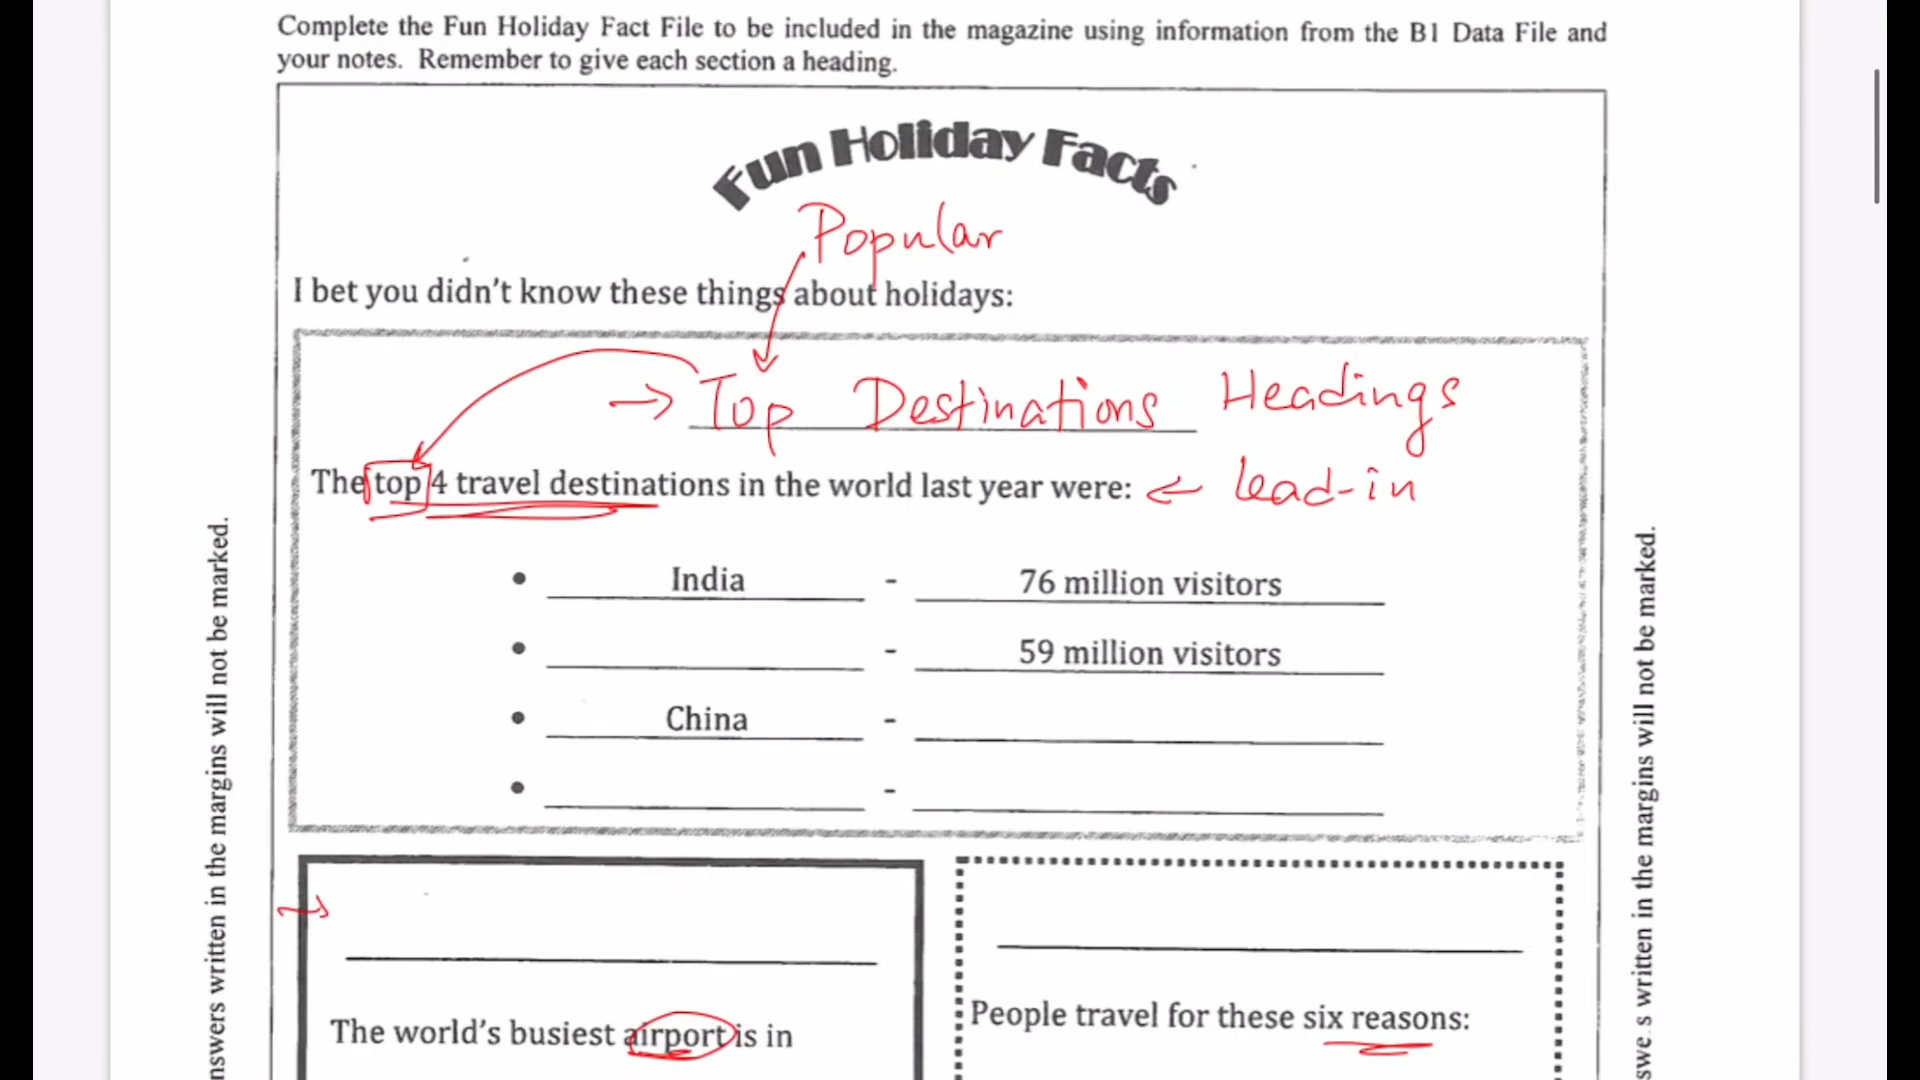 Complete the Fun Holiday Fact File to be included in the magazine using information from the B1 Data File and
your notes. Remember to give each section a heading.
Fun Holiday Facts
Popular
I bet you didn't know these things about holidays:
→ Top Destinations Headings
The top 4 travel destinations in the world last year were: ← lead-in
• India - 76 million visitors
• - 59 million visitors
• China -
• -
The world's busiest airport is in
People travel for these six reasons:
nswers written in the margins will not be marked.
swe s written in the margins will not be marked.